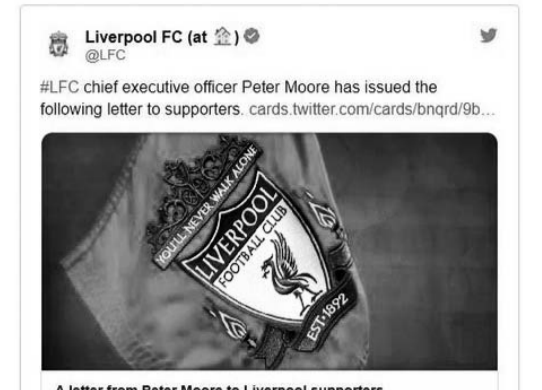 Liverpool FC (at 🏠)
@LFC
#LFC chief executive officer Peter Moore has issued the
following letter to supporters. cards.twitter.com/cards/bnqrd/9b...
YOU'LL NEVER WALK ALONE
LIVERPOOL
FOOTBALL CLUB
EST·1892
A letter from Peter Moore to Liverpool supporters